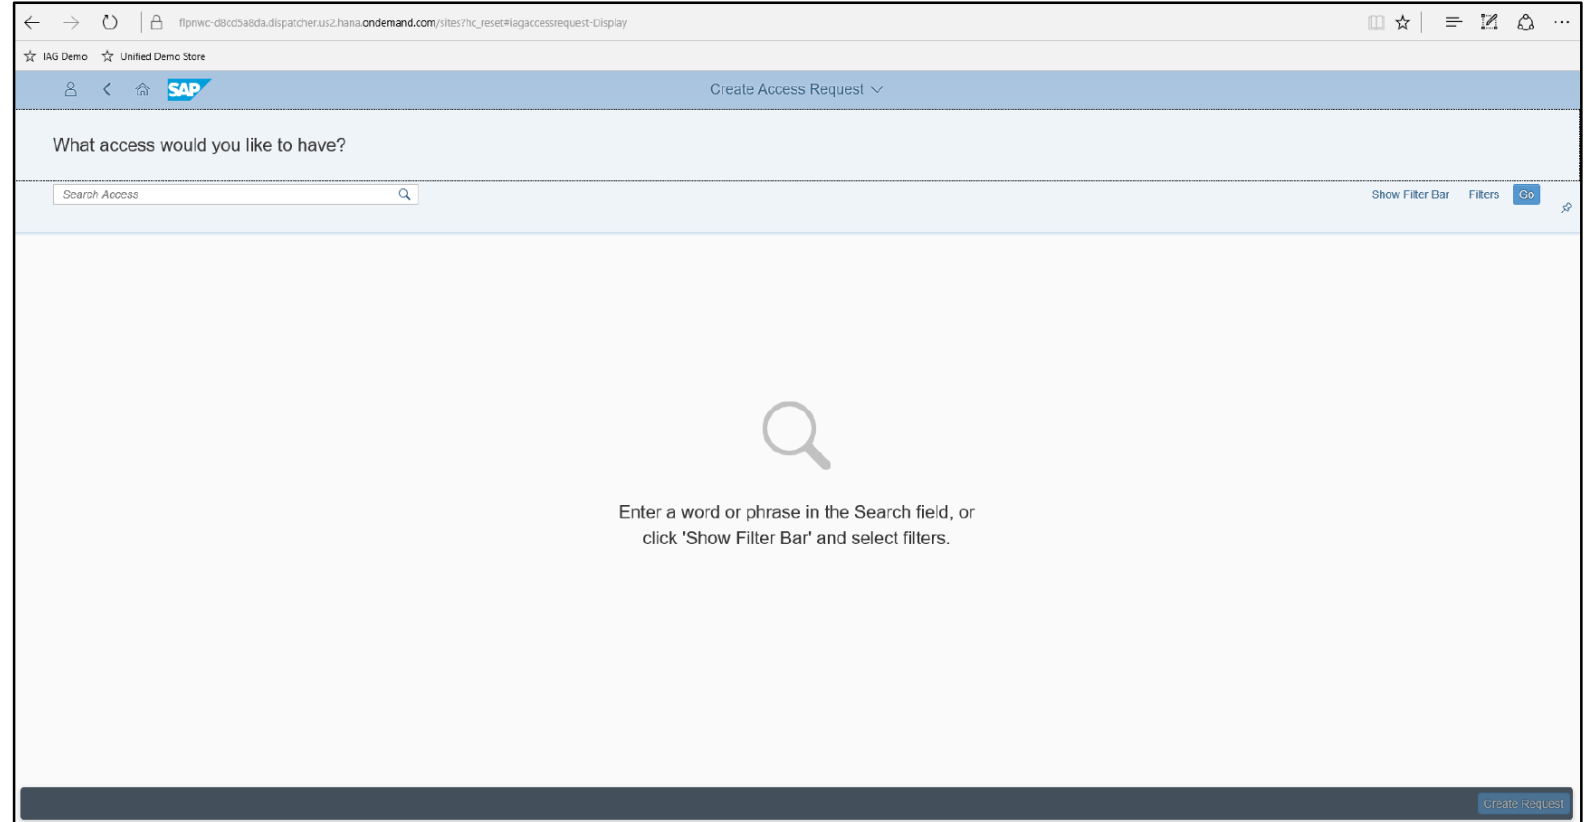 flpnwc-d8cd5a8da.dispatcher.us2.hana.ondemand.com/sites?hc_reset#iagaccessrequest-Display
IAG Demo Unified Demo Store
SAP Create Access Request
What access would you like to have?
Search Access Show Filter Bar Filters Go
Enter a word or phrase in the Search field, or
click 'Show Filter Bar' and select filters.
Create Request